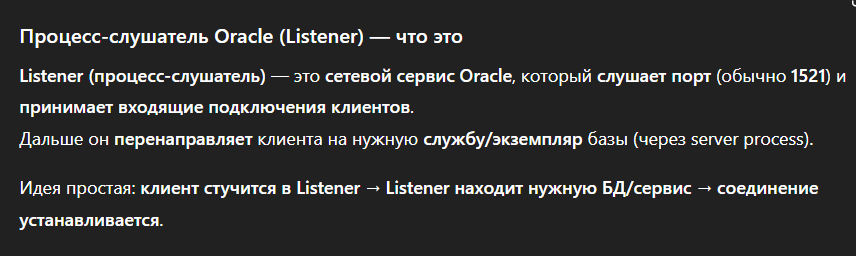 Процесс-слушатель Oracle (Listener) — что это
Listener (процесс-слушатель) — это сетевой сервис Oracle, который слушает порт (обычно 1521) и
принимает входящие подключения клиентов.
Дальше он перенаправляет клиента на нужную службу/экземпляр базы (через server process).
Идея простая: клиент стучится в Listener → Listener находит нужную БД/сервис → соединение
устанавливается.